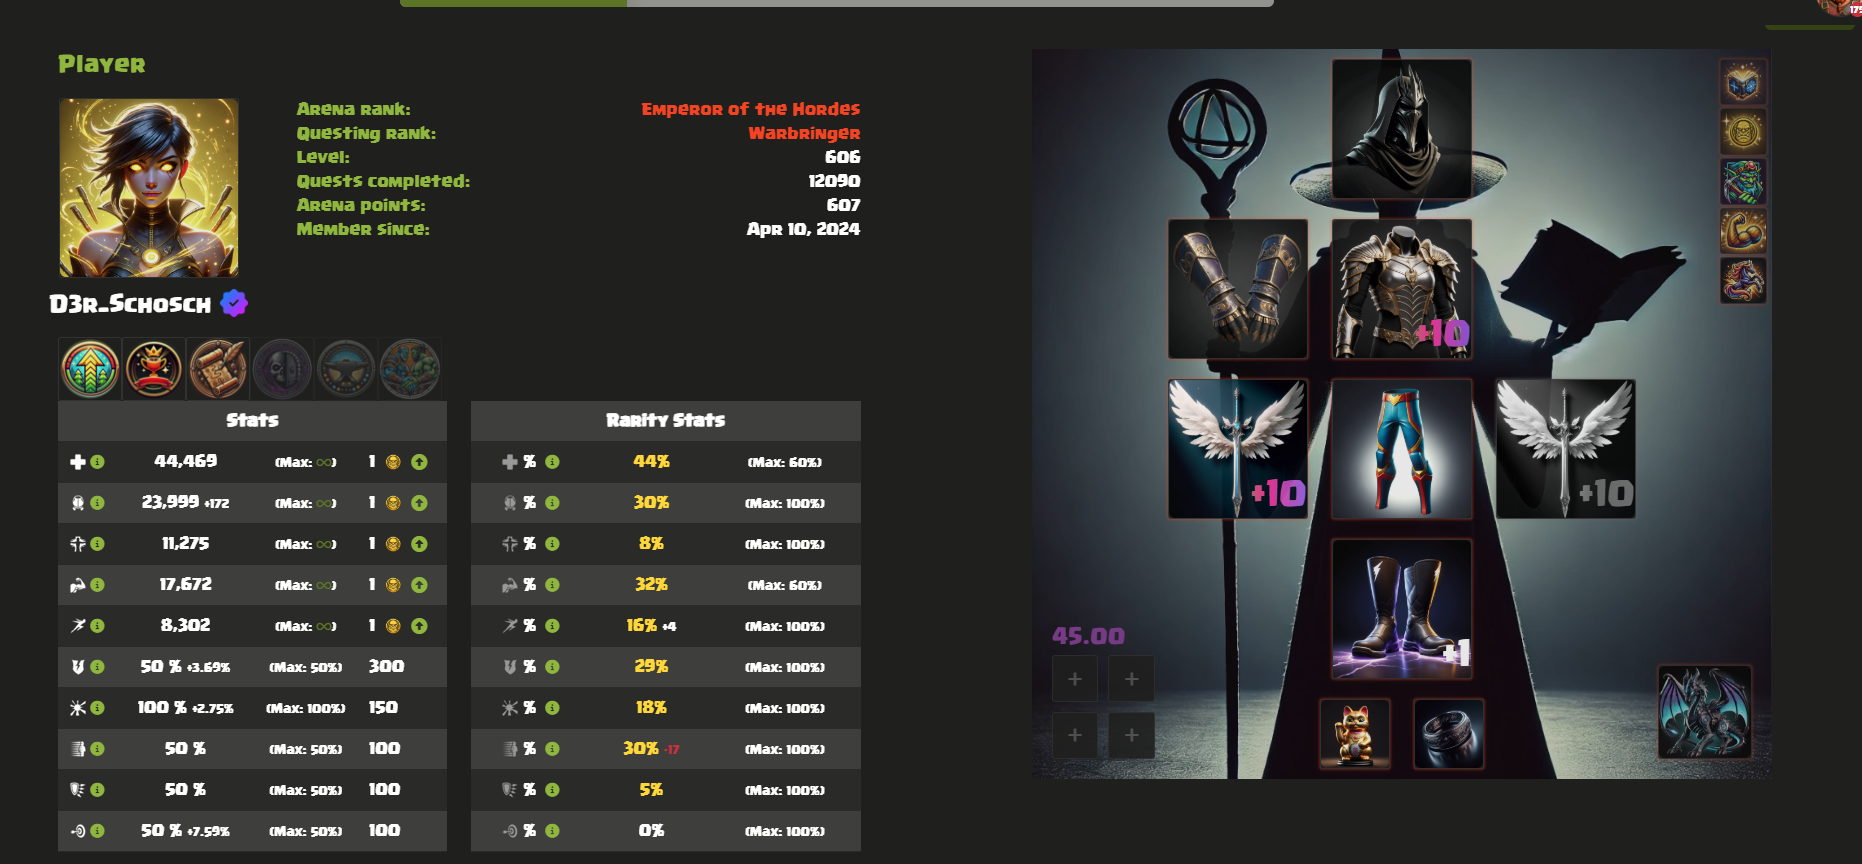 175
Player
Arena rank: Emperor of the Hordes
Questing rank: Warbringer
Level: 606
Quests completed: 12090
Arena points: 607
Member since: Apr 10, 2024
D3r_Schosch
Stats
44,469 (Max: ∞) 1
23,999 +172 (Max: ∞) 1
11,275 (Max: ∞) 1
17,672 (Max: ∞) 1
8,302 (Max: ∞) 1
50 % +3.69% (Max: 50%) 300
100 % +2.75% (Max: 100%) 150
50 % (Max: 50%) 100
50 % (Max: 50%) 100
50 % +7.59% (Max: 50%) 100
Rarity Stats
% 44% (Max: 60%)
% 30% (Max: 100%)
% 8% (Max: 100%)
% 32% (Max: 60%)
% 16% +4 (Max: 100%)
% 29% (Max: 100%)
% 18% (Max: 100%)
% 30% -17 (Max: 100%)
% 5% (Max: 100%)
% 0% (Max: 100%)
+10
+10
+10
+1
45.00
+ +
+ +